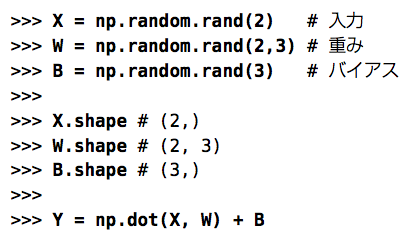 >>> X = np.random.rand(2)   # 入力
>>> W = np.random.rand(2,3) # 重み
>>> B = np.random.rand(3)   # バイアス
>>>
>>> X.shape # (2,)
>>> W.shape # (2, 3)
>>> B.shape # (3,)
>>>
>>> Y = np.dot(X, W) + B